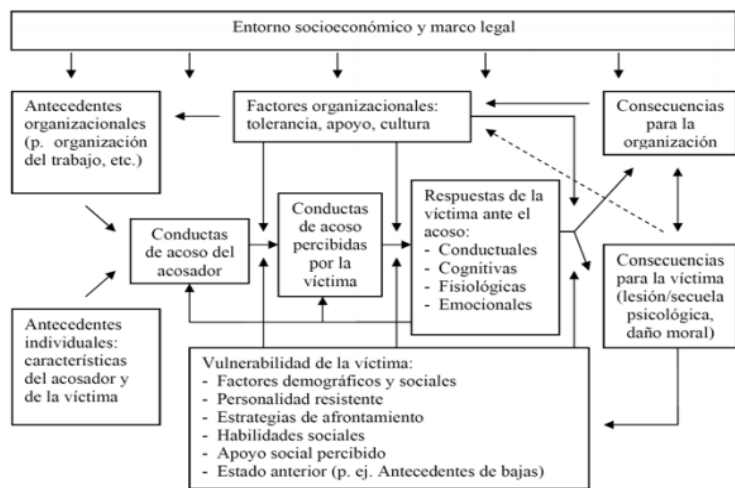 Entorno socioeconómico y marco legal
Antecedentes
organizacionales
(p. organización
del trabajo, etc.)
Factores organizacionales:
tolerancia, apoyo, cultura
Consecuencias
para la
organización
Conductas
de acoso del
acosador
Conductas
de acoso
percibidas
por la
víctima
Respuestas de la
víctima ante el
acoso:
- Conductuales
- Cognitivas
- Fisiológicas
- Emocionales
Consecuencias
para la víctima
(lesión/secuela
psicológica,
daño moral)
Antecedentes
individuales:
características
del acosador y
de la víctima
Vulnerabilidad de la víctima:
- Factores demográficos y sociales
- Personalidad resistente
- Estrategias de afrontamiento
- Habilidades sociales
- Apoyo social percibido
- Estado anterior (p. ej. Antecedentes de bajas)